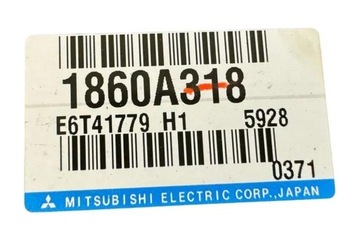 1860A318
E6T41779 H1 5928
0371
MITSUBISHI ELECTRIC CORP., JAPAN